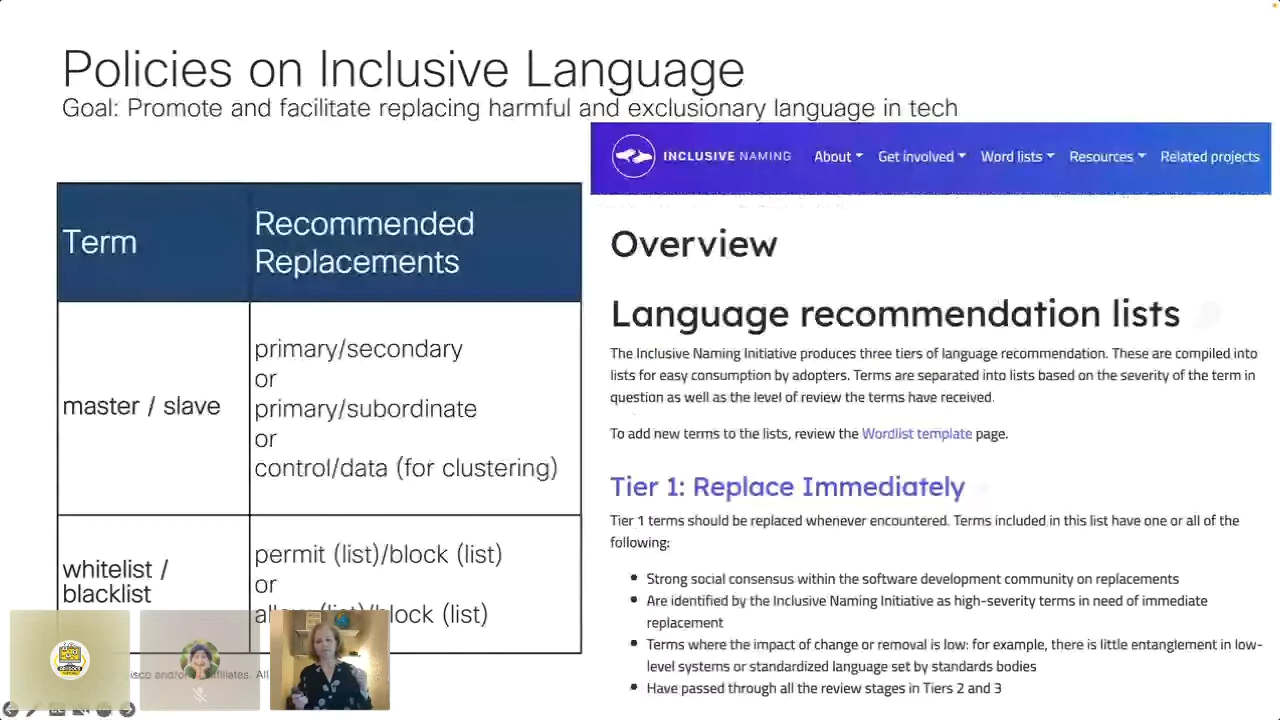 Policies on Inclusive Language
Goal: Promote and facilitate replacing harmful and exclusionary language in tech
Term
Recommended
Replacements
master / slave
primary/secondary
or
primary/subordinate
or
control/data (for clustering)
whitelist /
blacklist
permit (list)/block (list)
or
(list)
INCLUSIVE NAMING
About
Get involved
Word lists
Resources
Related projects
Overview
Language recommendation lists
The Inclusive Naming Initiative produces three tiers of language recommendation. These are compiled into
lists for easy consumption by adopters. Terms are separated into lists based on the severity of the term in
question as well as the level of review the terms have received.
To add new terms to the lists, review the Wordlist template page.
Tier 1: Replace Immediately
Tier 1 terms should be replaced whenever encountered. Terms included in this list have one or all of the
following:
Strong social consensus within the software development community on replacements
Are identified by the Inclusive Naming Initiative as high-severity terms in need of immediate
replacement
Terms where the impact of change or removal is low: for example, there is little entanglement in low-
level systems or standardized language set by standards bodies
Have passed through all the review stages in Tiers 2 and 3